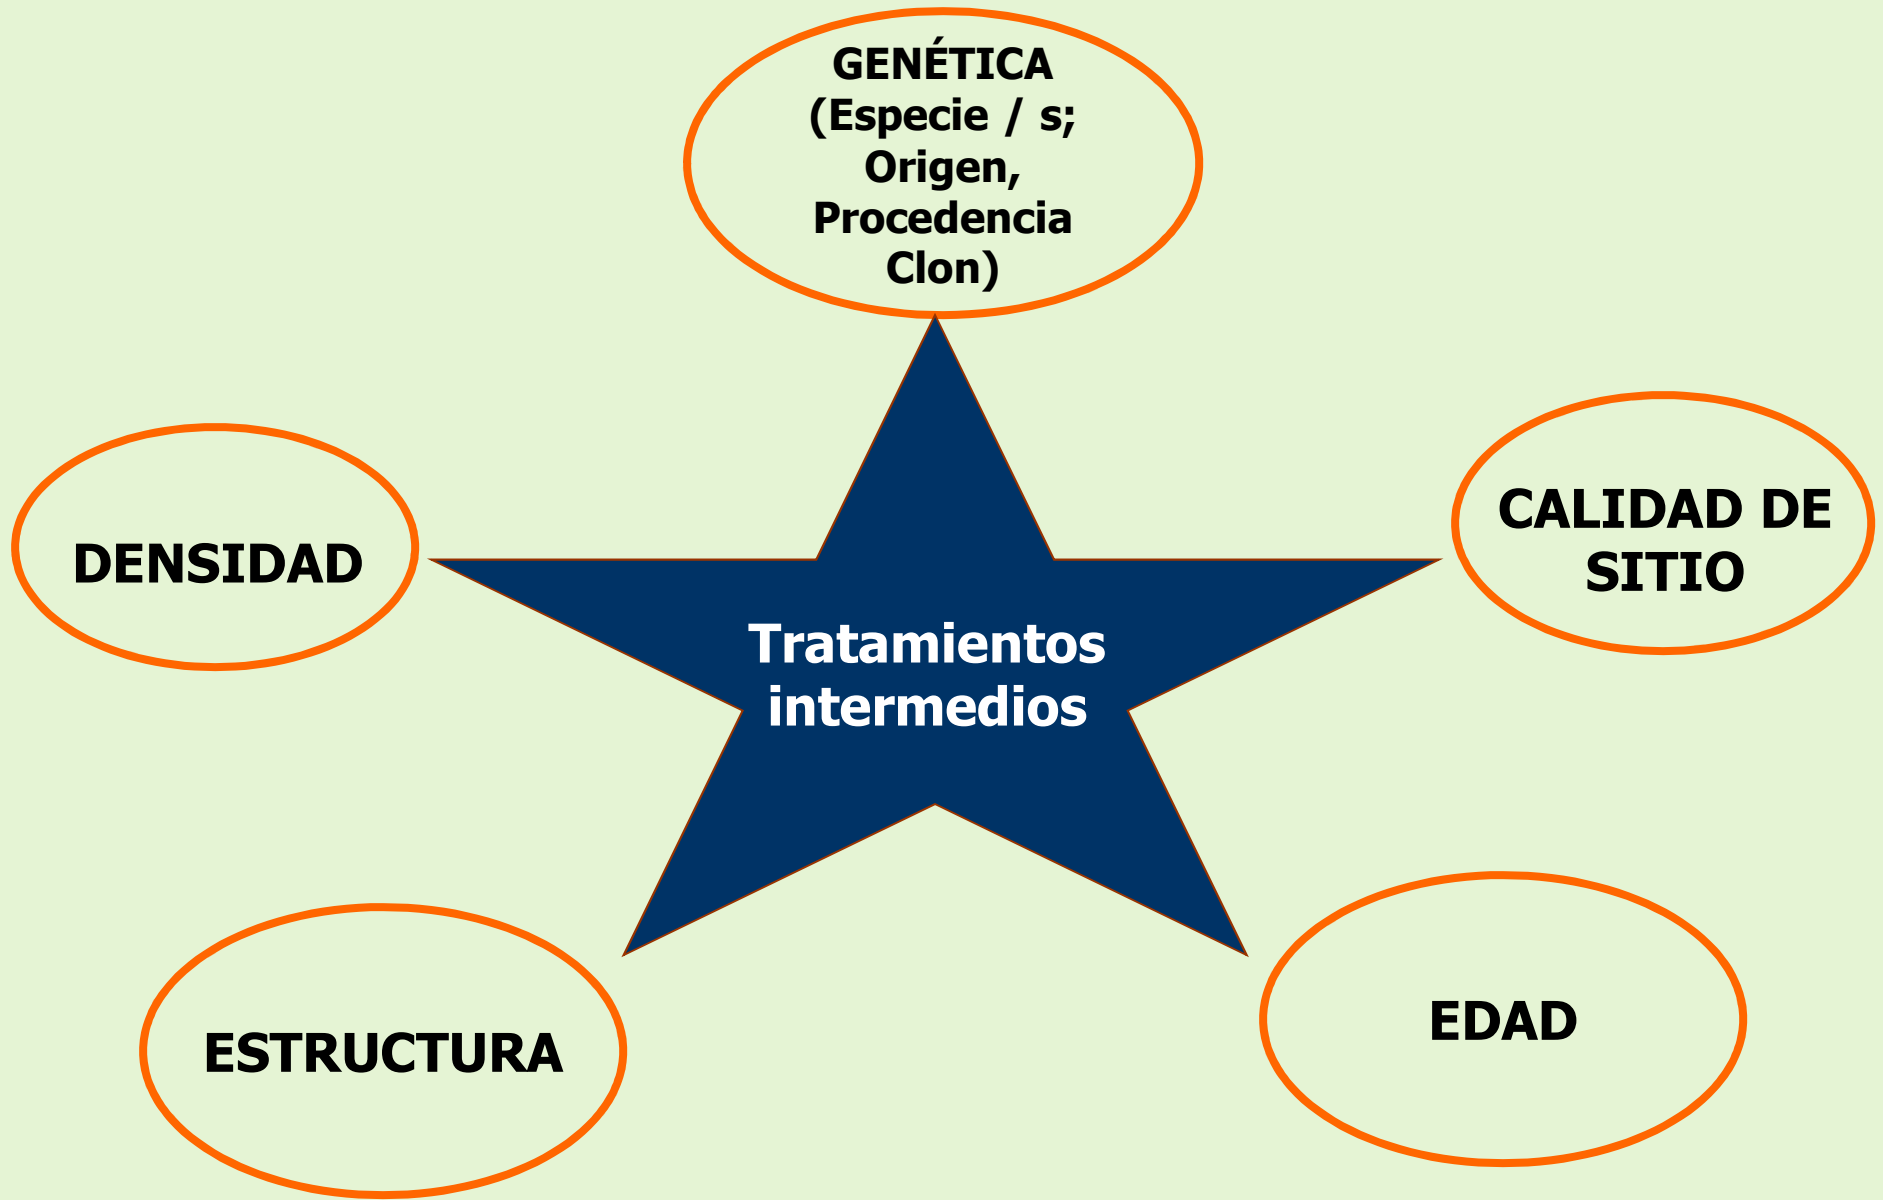 GENÉTICA
(Especie / s;
Origen,
Procedencia
Clon)
DENSIDAD
CALIDAD DE
SITIO
Tratamientos
intermedios
ESTRUCTURA
EDAD